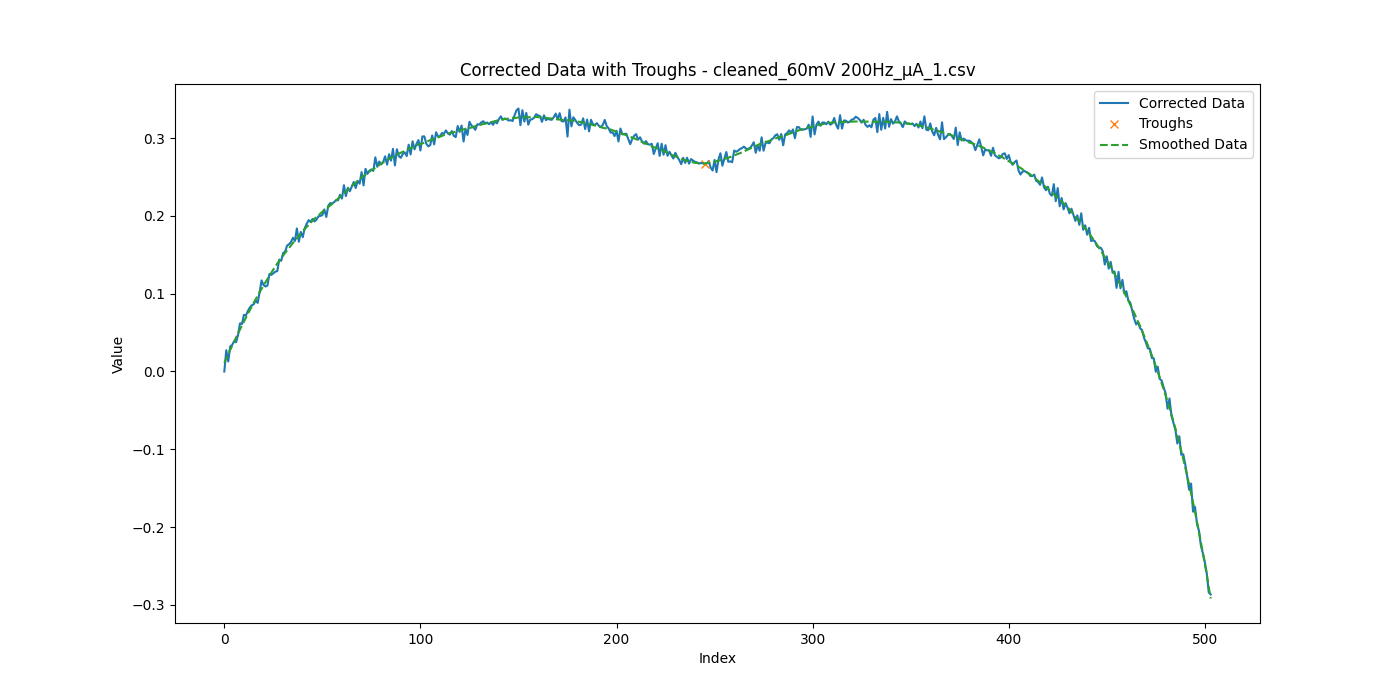 Corrected Data with Troughs - cleaned_60mV 200Hz_μA_1.csv
Corrected Data
Troughs
Smoothed Data
Value
0.3
0.2
0.1
0.0
−0.1
−0.2
−0.3
0 100 200 300 400 500
Index